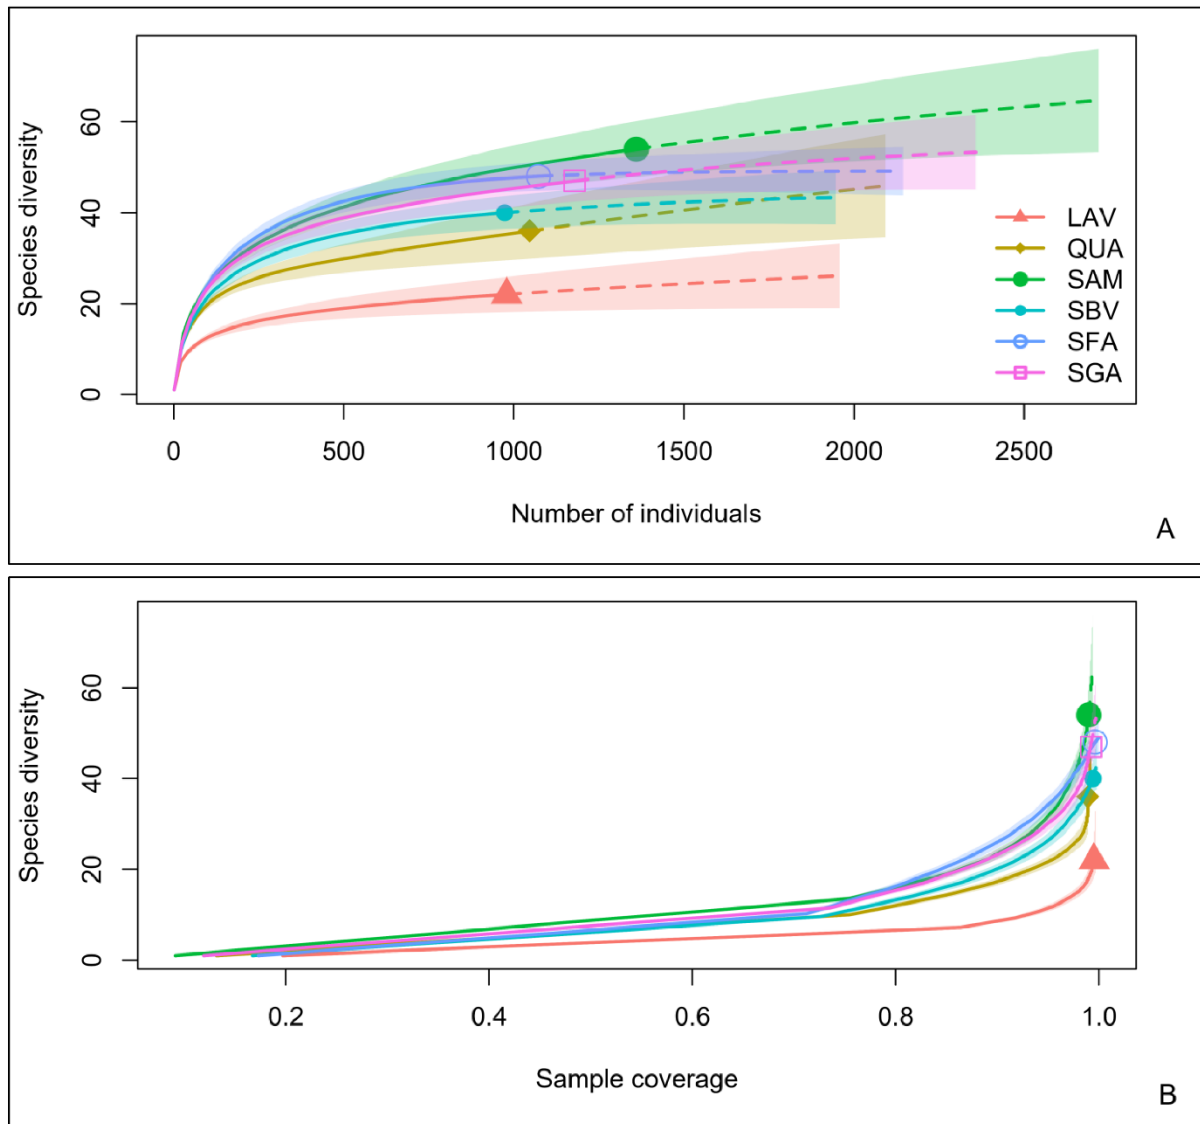 Species diversity
60
40
20
0
LAV
QUA
SAM
SBV
SFA
SGA
0 500 1000 1500 2000 2500
Number of individuals
A
Species diversity
60
40
20
0
0.2 0.4 0.6 0.8 1.0
Sample coverage
B